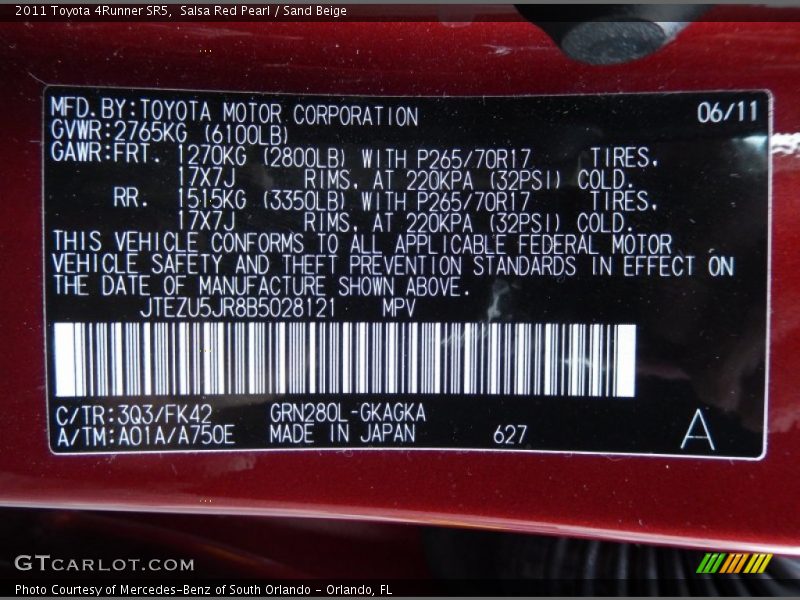 2011 Toyota 4Runner SR5,  Salsa Red Pearl / Sand Beige
MFD.BY:TOYOTA MOTOR CORPORATION 06/11
GVWR:2765KG (6100LB)
GAWR:FRT. 1270KG (2800LB) WITH P265/70R17 TIRES,
17X7J RIMS, AT 220KPA (32PSI) COLD.
RR. 1515KG (3350LB) WITH P265/70R17 TIRES,
17X7J RIMS, AT 220KPA (32PSI) COLD.
THIS VEHICLE CONFORMS TO ALL APPLICABLE FEDERAL MOTOR
VEHICLE SAFETY AND THEFT PREVENTION STANDARDS IN EFFECT ON
THE DATE OF MANUFACTURE SHOWN ABOVE.
JTEZU5JR8B5028121 MPV
C/TR:3Q3/FK42 GRN280L-GKAGKA
A/TM:A01A/A750E MADE IN JAPAN 627 A
GTCARLOT.COM
Photo Courtesy of Mercedes-Benz of South Orlando - Orlando, FL